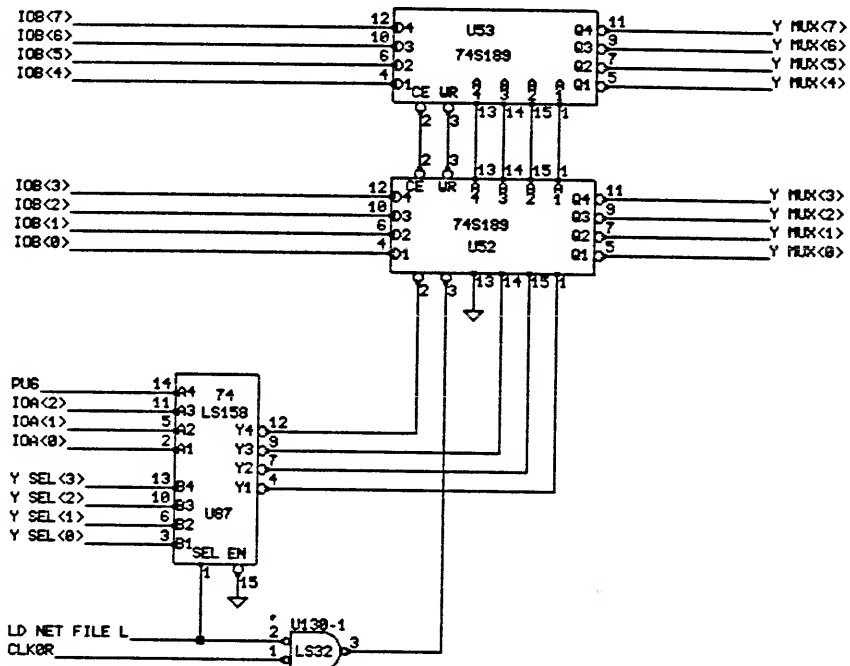 IOB<7> 12 D4 U53 Q4 11 Y MUX<7>
IOB<6> 10 D3 Q3 9 Y MUX<6>
IOB<5> 6 D2 74S189 Q2 7 Y MUX<5>
IOB<4> 4 D1 CE WR A4 A3 A2 A1 Q1 5 Y MUX<4>
2 3 13 14 15 1
2 3 13 14 15 1
IOB<3> 12 D4 CE WR A4 A3 A2 A1 Q4 11 Y MUX<3>
IOB<2> 10 D3 Q3 9 Y MUX<2>
IOB<1> 6 D2 74S189 Q2 7 Y MUX<1>
IOB<0> 4 D1 U52 Q1 5 Y MUX<0>
2 3 13 14 15 1
PU6 14 A4 74
IOA<2> 11 A3 LS158
IOA<1> 5 A2 Y4 12
IOA<0> 2 A1 Y3 9
Y2 7
Y SEL<3> 13 B4 Y1 4
Y SEL<2> 10 B3
Y SEL<1> 6 B2 U87
Y SEL<0> 3 B1
SEL EN
1 15
U130-1
LD NET FILE L 2 3
CLK0R 1 LS32